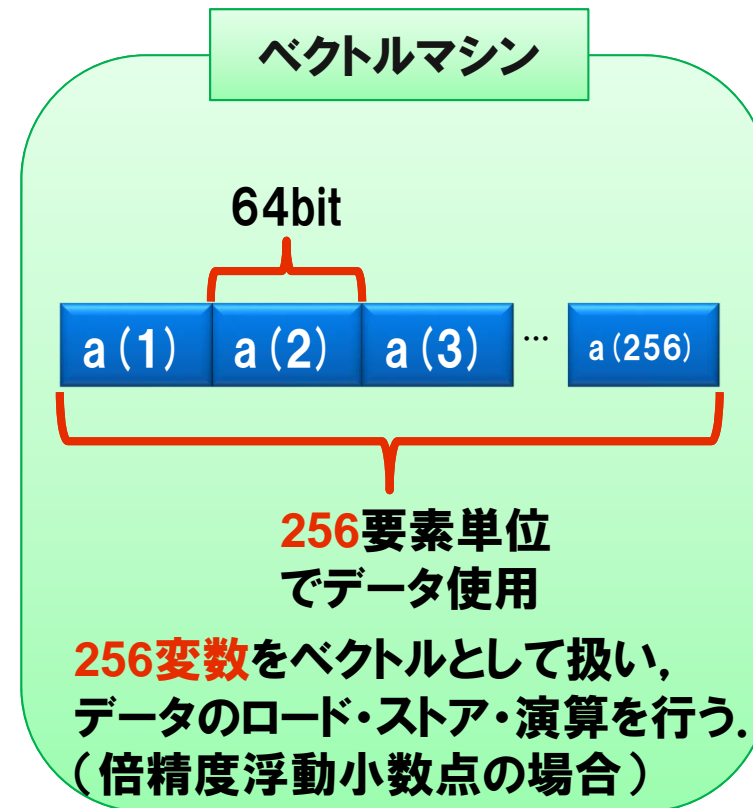 ベクトルマシン
64bit
a(1) a(2) a(3) … a(256)
256要素単位
でデータ使用
256変数をベクトルとして扱い,
データのロード・ストア・演算を行う.
(倍精度浮動小数点の場合)